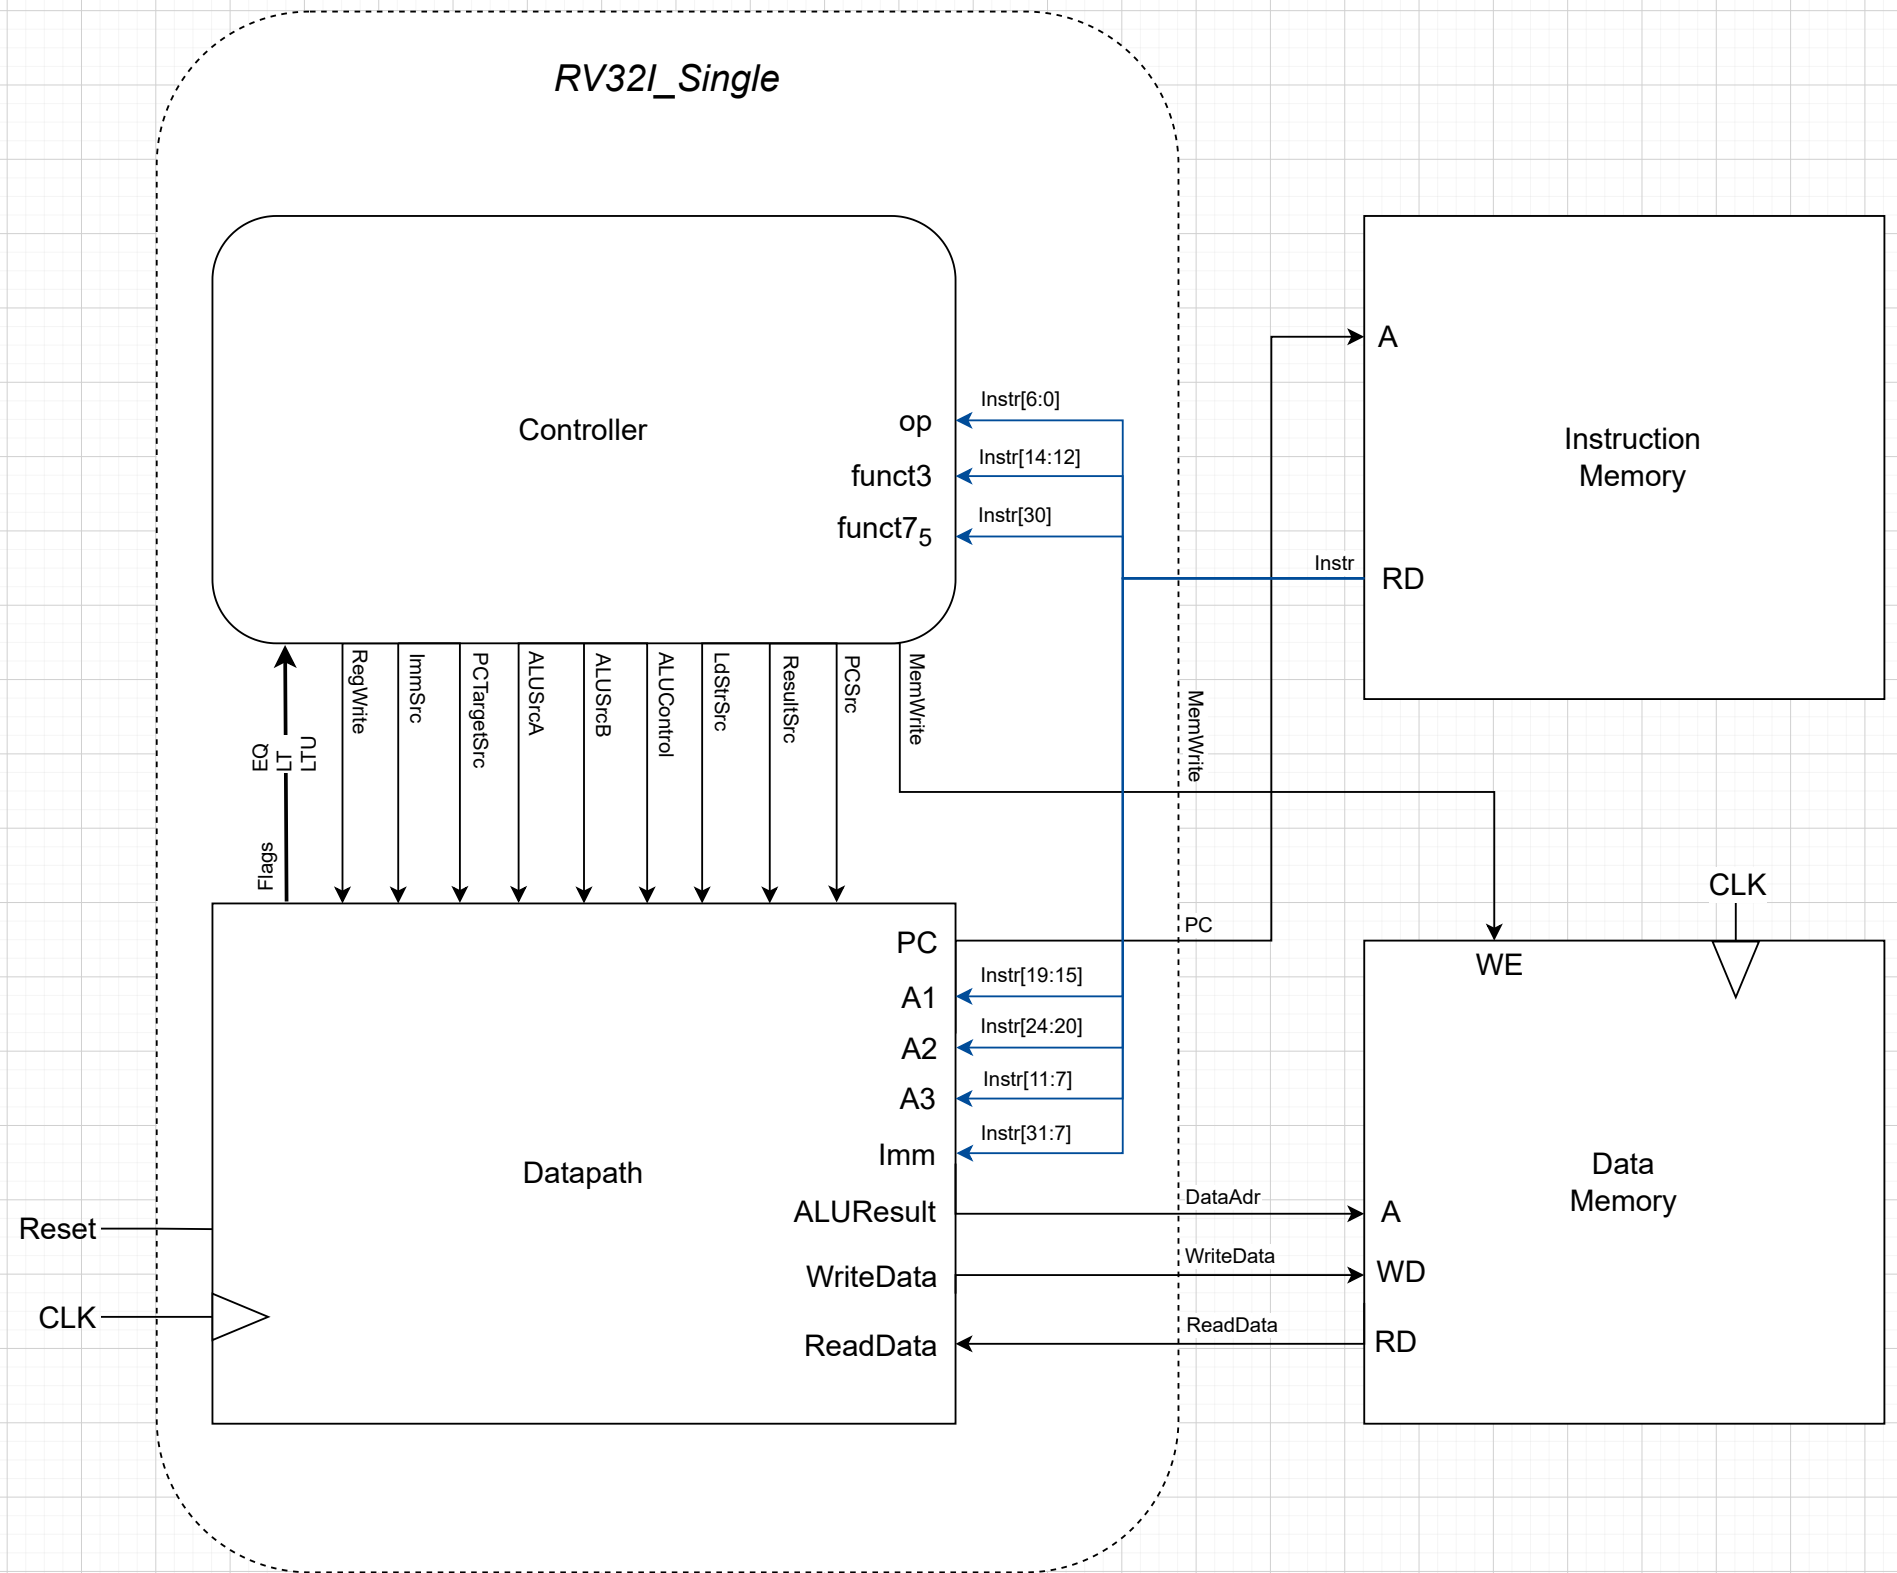 RV32I_Single
Controller
op
funct3
funct75
Instr[6:0]
Instr[14:12]
Instr[30]
A
Instruction
Memory
Instr
RD
EQ
LT
LTU
Flags
RegWrite
ImmSrc
PCTargetSrc
ALUSrcA
ALUSrcB
ALUControl
LdStrSrc
ResultSrc
PCSrc
MemWrite
MemWrite
CLK
WE
PC
PC
A1
Instr[19:15]
A2
Instr[24:20]
A3
Instr[11:7]
Imm
Instr[31:7]
Datapath
Data
Memory
ALUResult
DataAdr
A
WriteData
WriteData
WD
ReadData
ReadData
RD
Reset
CLK